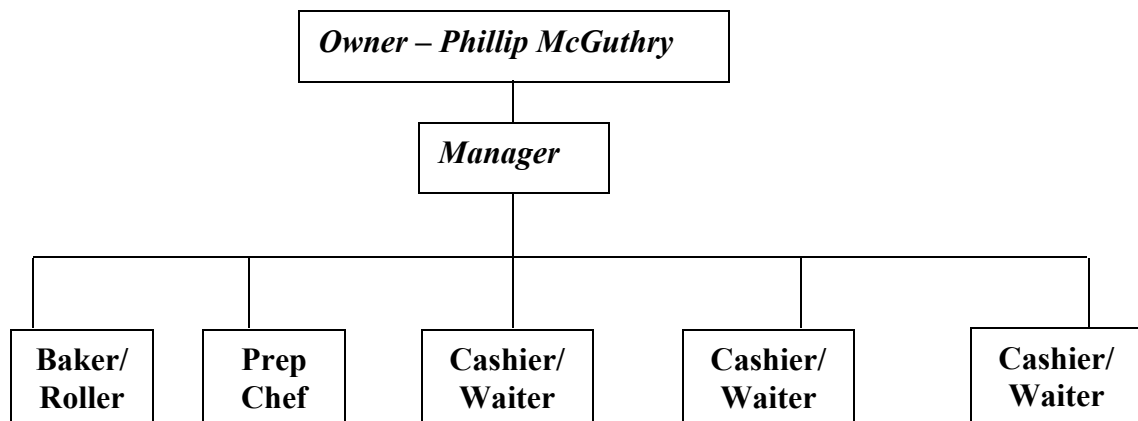 Owner – Phillip McGuthry
Manager
Baker/
Roller
Prep
Chef
Cashier/
Waiter
Cashier/
Waiter
Cashier/
Waiter